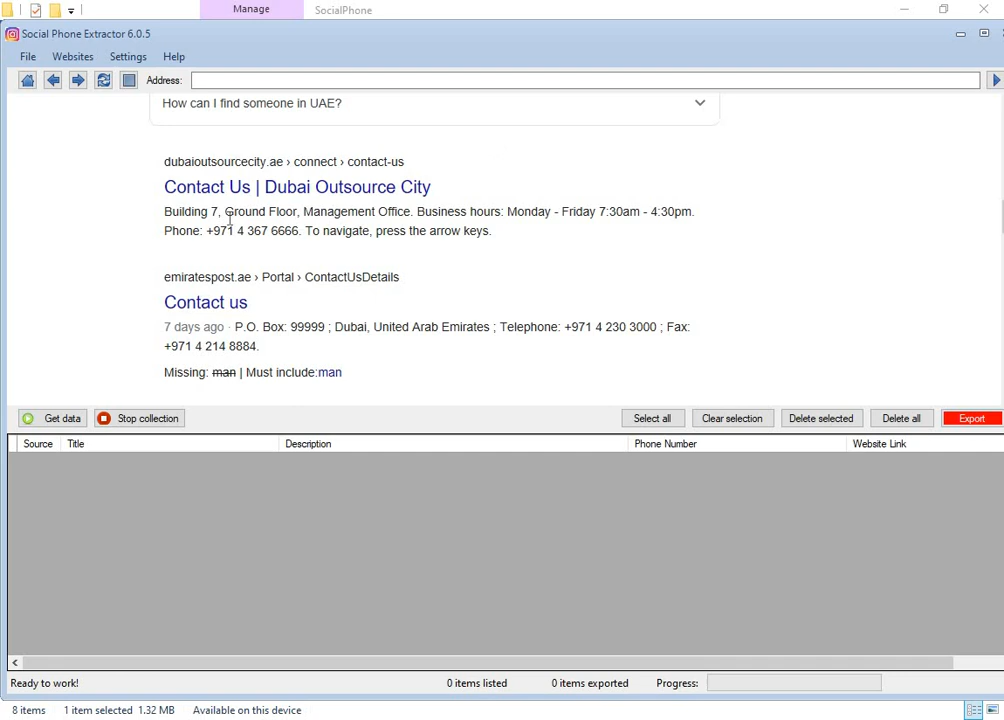 Manage
SocialPhone
Social Phone Extractor 6.0.5
File Websites Settings Help
Address:
How can I find someone in UAE?
dubaioutsourcecity.ae › connect › contact-us
Contact Us | Dubai Outsource City
Building 7, Ground Floor, Management Office. Business hours: Monday - Friday 7:30am - 4:30pm.
Phone: +971 4 367 6666. To navigate, press the arrow keys.
emiratespost.ae › Portal › ContactUsDetails
Contact us
7 days ago · P.O. Box: 99999 ; Dubai, United Arab Emirates ; Telephone: +971 4 230 3000 ; Fax:
+971 4 214 8884.
Missing: man | Must include:man
Get data Stop collection Select all Clear selection Delete selected Delete all Export
Source Title Description Phone Number Website Link
Ready to work! 0 items listed 0 items exported Progress:
8 items 1 item selected 1.32 MB Available on this device